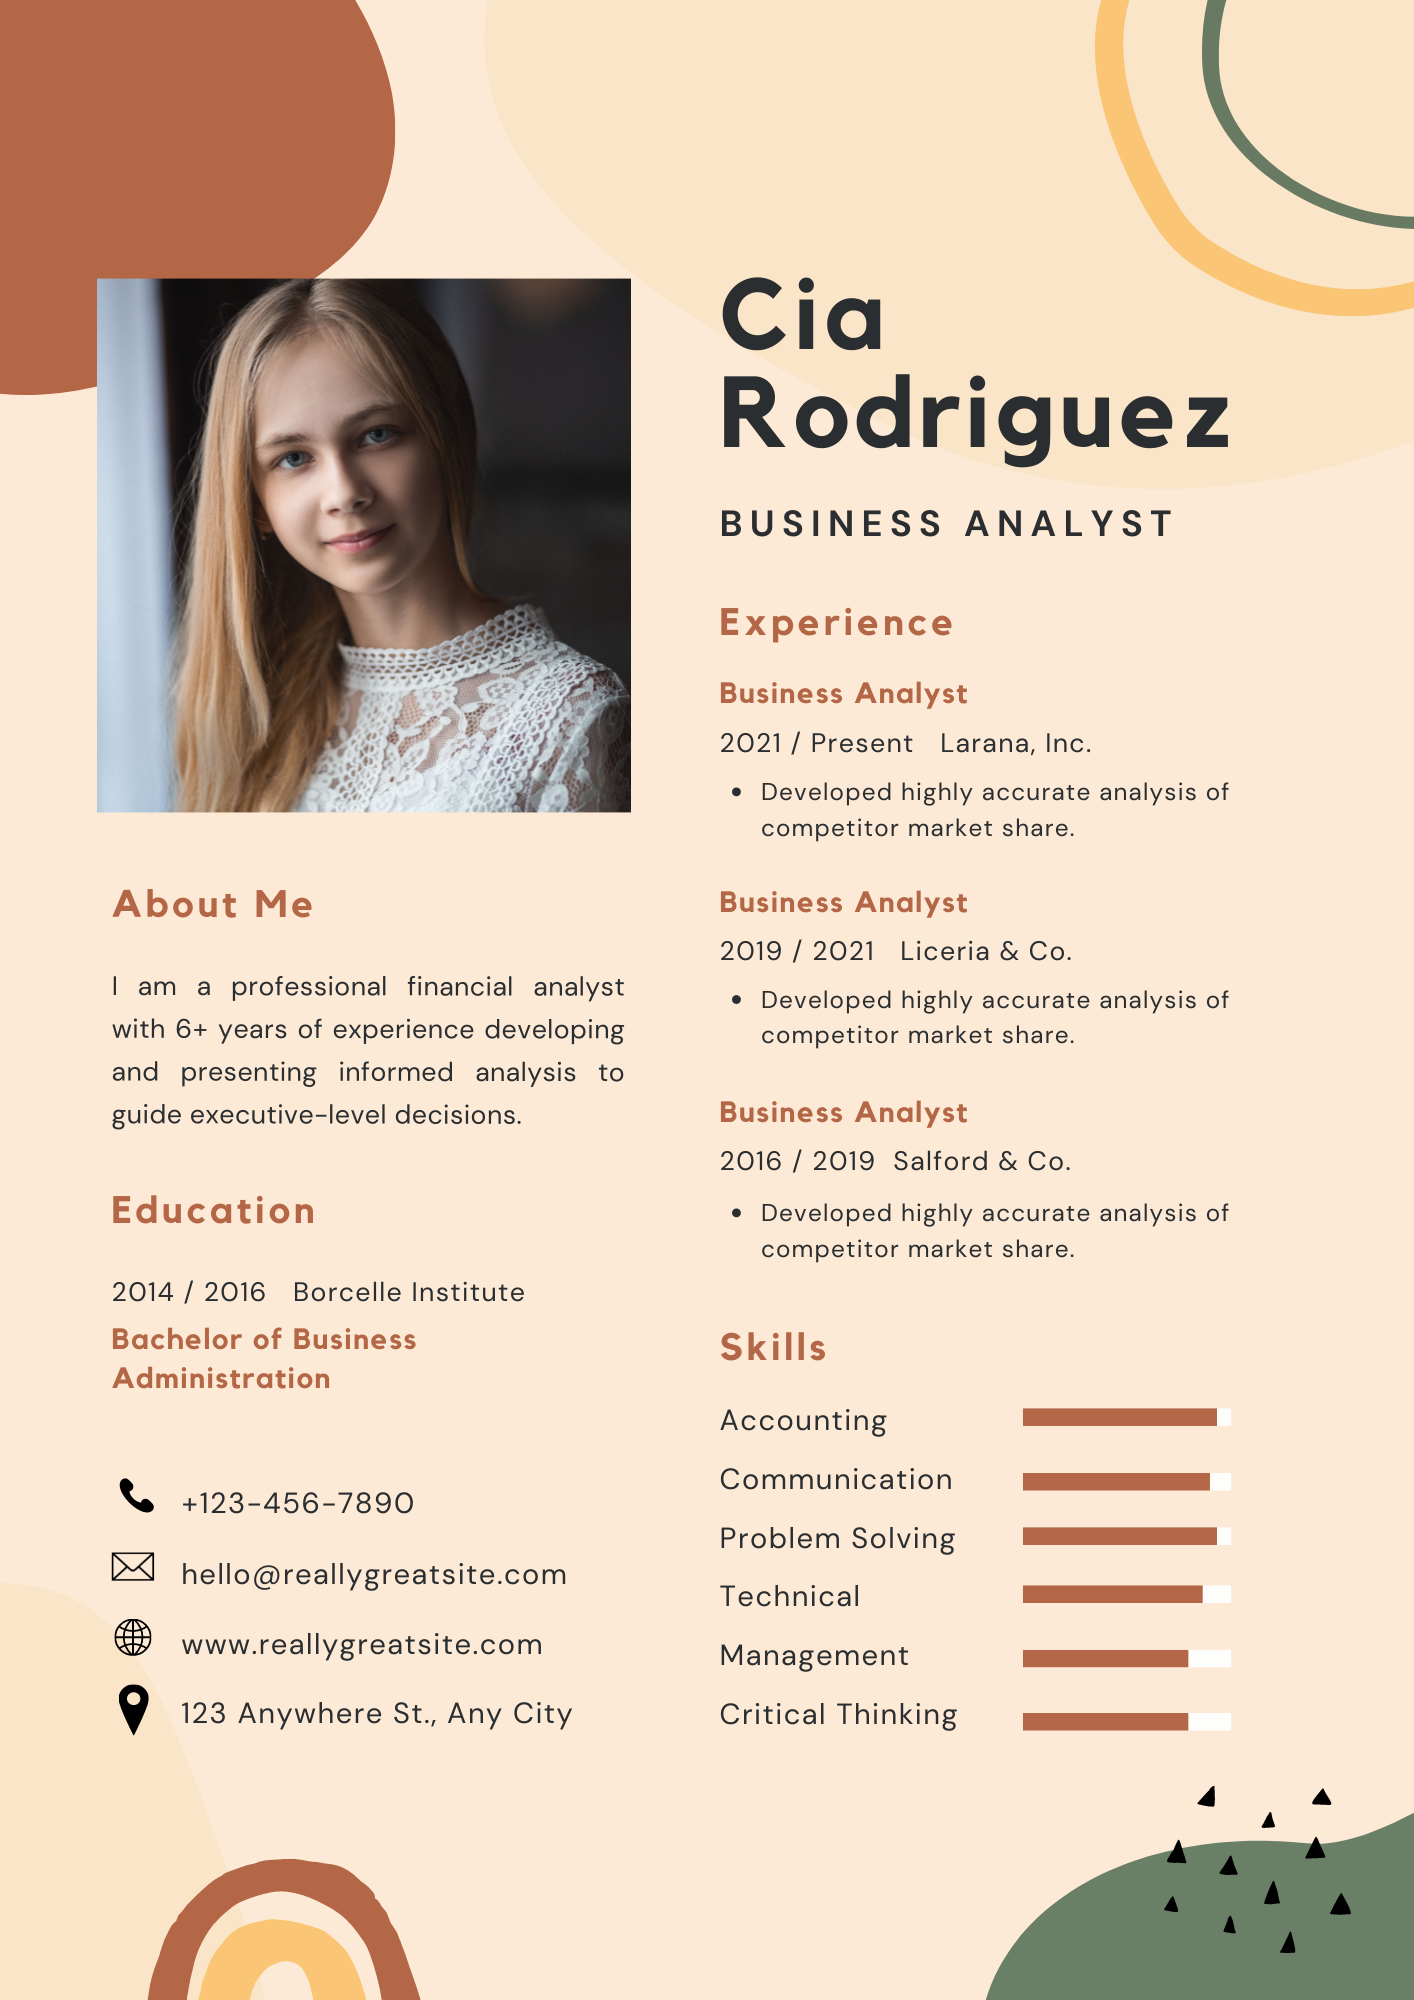 Cia
Rodriguez
BUSINESS ANALYST
Experience
Business Analyst
2021 / Present Larana, Inc.
• Developed highly accurate analysis of
competitor market share.
Business Analyst
2019 / 2021 Liceria & Co.
• Developed highly accurate analysis of
competitor market share.
Business Analyst
2016 / 2019 Salford & Co.
• Developed highly accurate analysis of
competitor market share.
Skills
Accounting
Communication
Problem Solving
Technical
Management
Critical Thinking
About Me
I am a professional financial analyst
with 6+ years of experience developing
and presenting informed analysis to
guide executive-level decisions.
Education
2014 / 2016 Borcelle Institute
Bachelor of Business
Administration
+123-456-7890
hello@reallygreatsite.com
www.reallygreatsite.com
123 Anywhere St., Any City